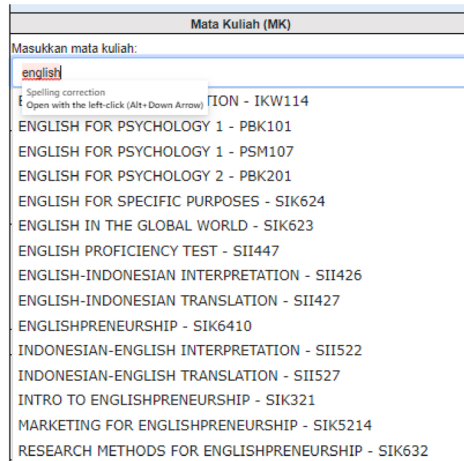 Mata Kuliah (MK)
Masukkan mata kuliah:
english
Spelling correction
Open with the left-click (Alt+Down Arrow)
TION - IKW114
ENGLISH FOR PSYCHOLOGY 1 - PBK101
ENGLISH FOR PSYCHOLOGY 1 - PSM107
ENGLISH FOR PSYCHOLOGY 2 - PBK201
ENGLISH FOR SPECIFIC PURPOSES - SIK624
ENGLISH IN THE GLOBAL WORLD - SIK623
ENGLISH PROFICIENCY TEST - SII447
ENGLISH-INDONESIAN INTERPRETATION - SII426
ENGLISH-INDONESIAN TRANSLATION - SII427
ENGLISHPRENEURSHIP - SIK6410
INDONESIAN-ENGLISH INTERPRETATION - SII522
INDONESIAN-ENGLISH TRANSLATION - SII527
INTRO TO ENGLISHPRENEURSHIP - SIK321
MARKETING FOR ENGLISHPRENEURSHIP - SIK5214
RESEARCH METHODS FOR ENGLISHPRENEURSHIP - SIK632